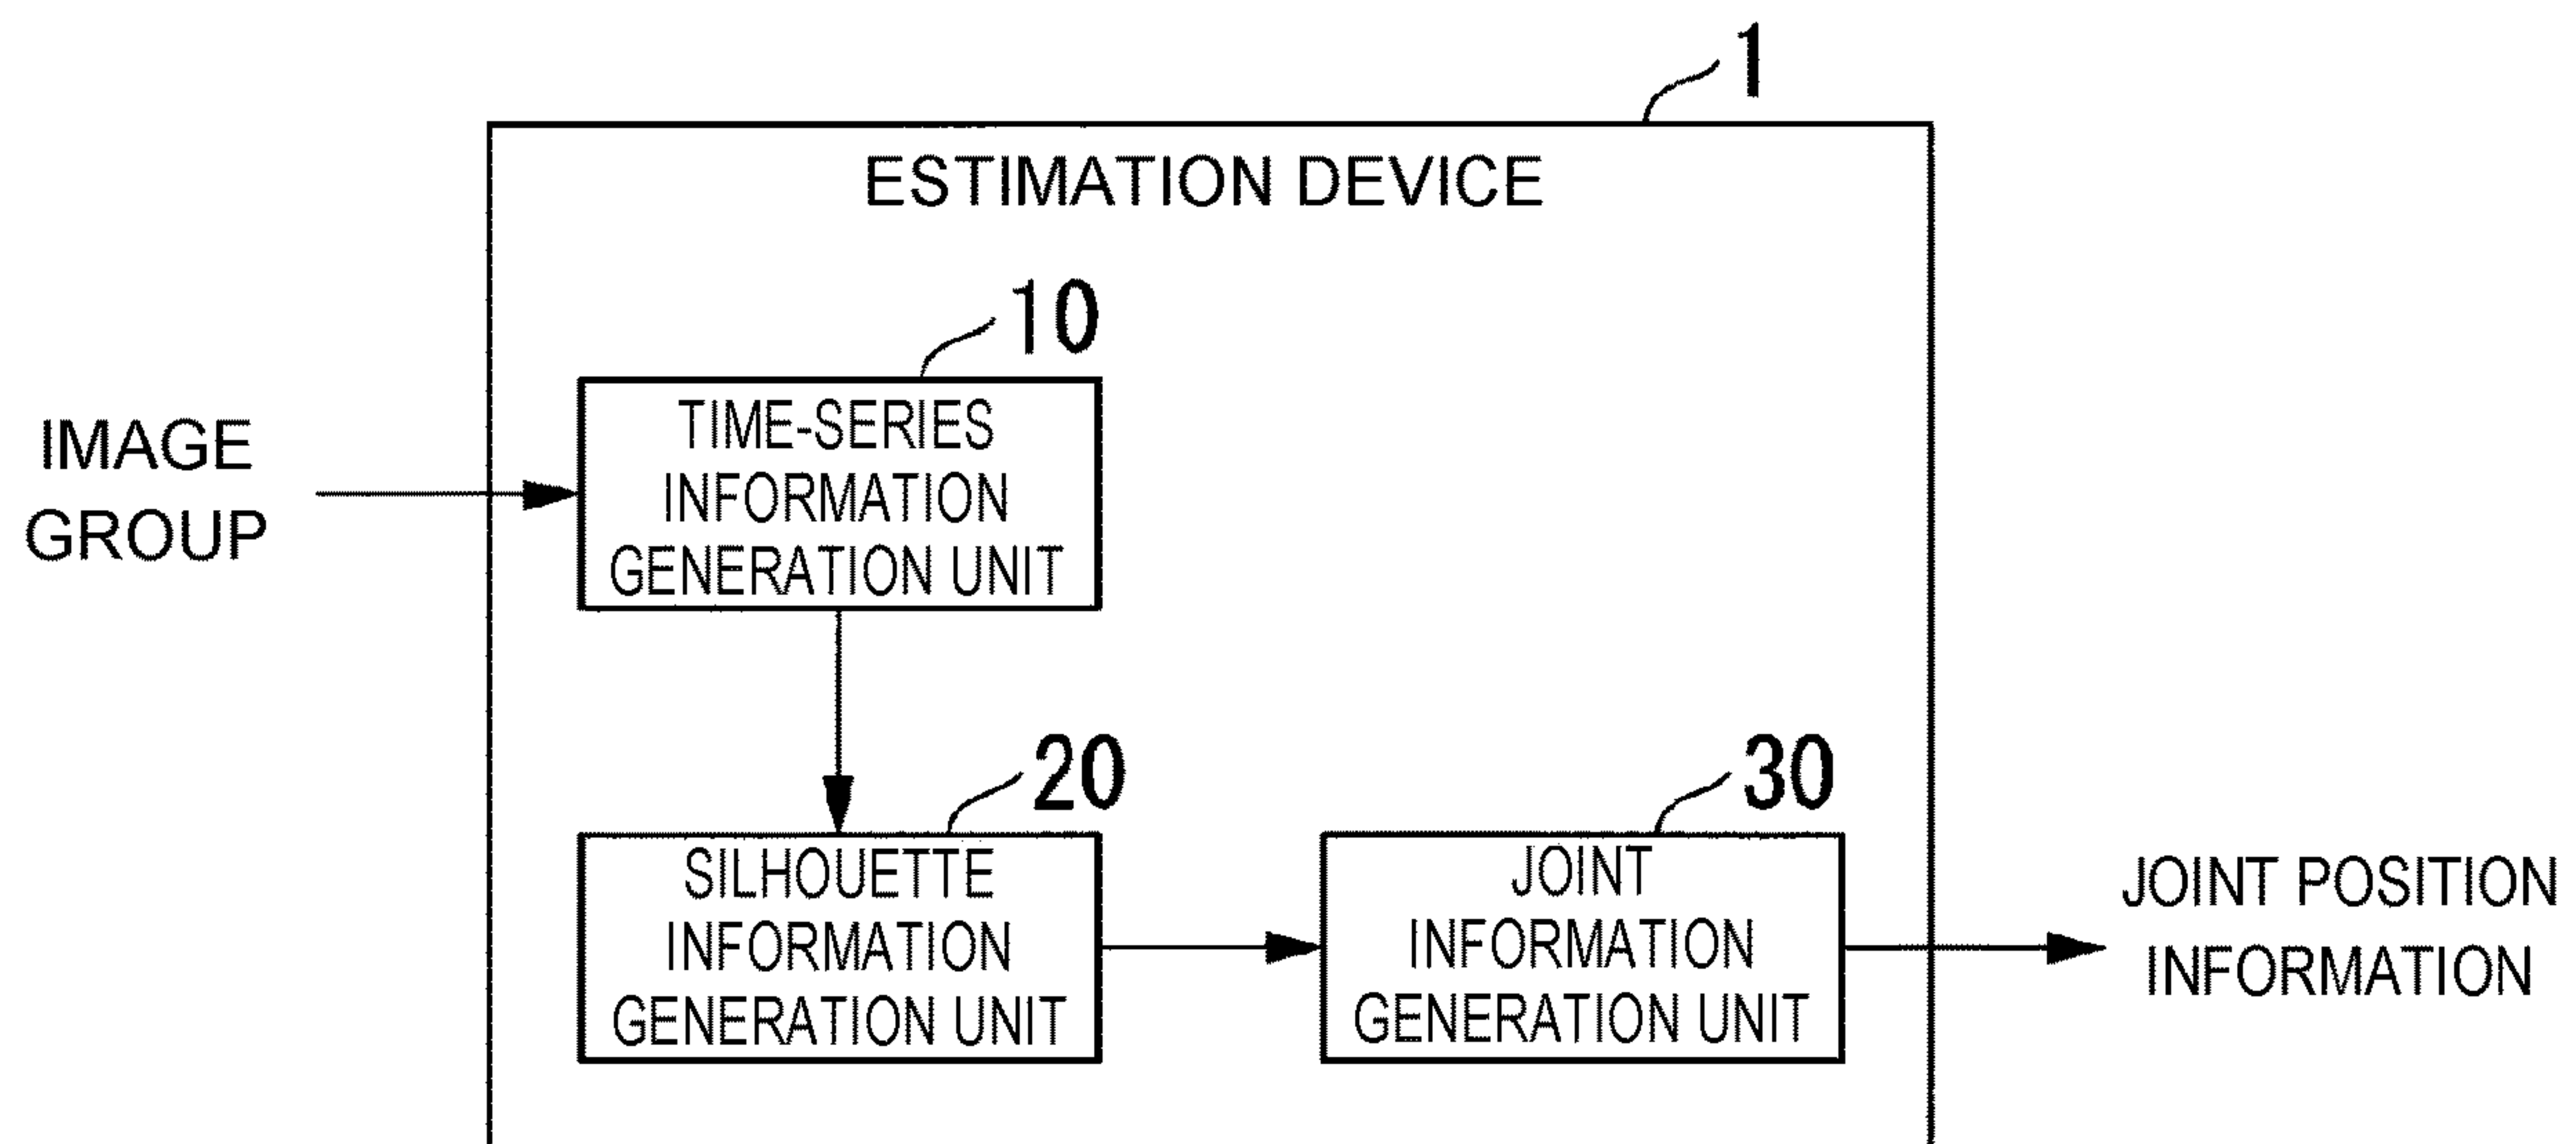 1
ESTIMATION DEVICE
10
TIME-SERIES
INFORMATION
GENERATION UNIT
IMAGE
GROUP
20
SILHOUETTE
INFORMATION
GENERATION UNIT
30
JOINT
INFORMATION
GENERATION UNIT
JOINT POSITION
INFORMATION